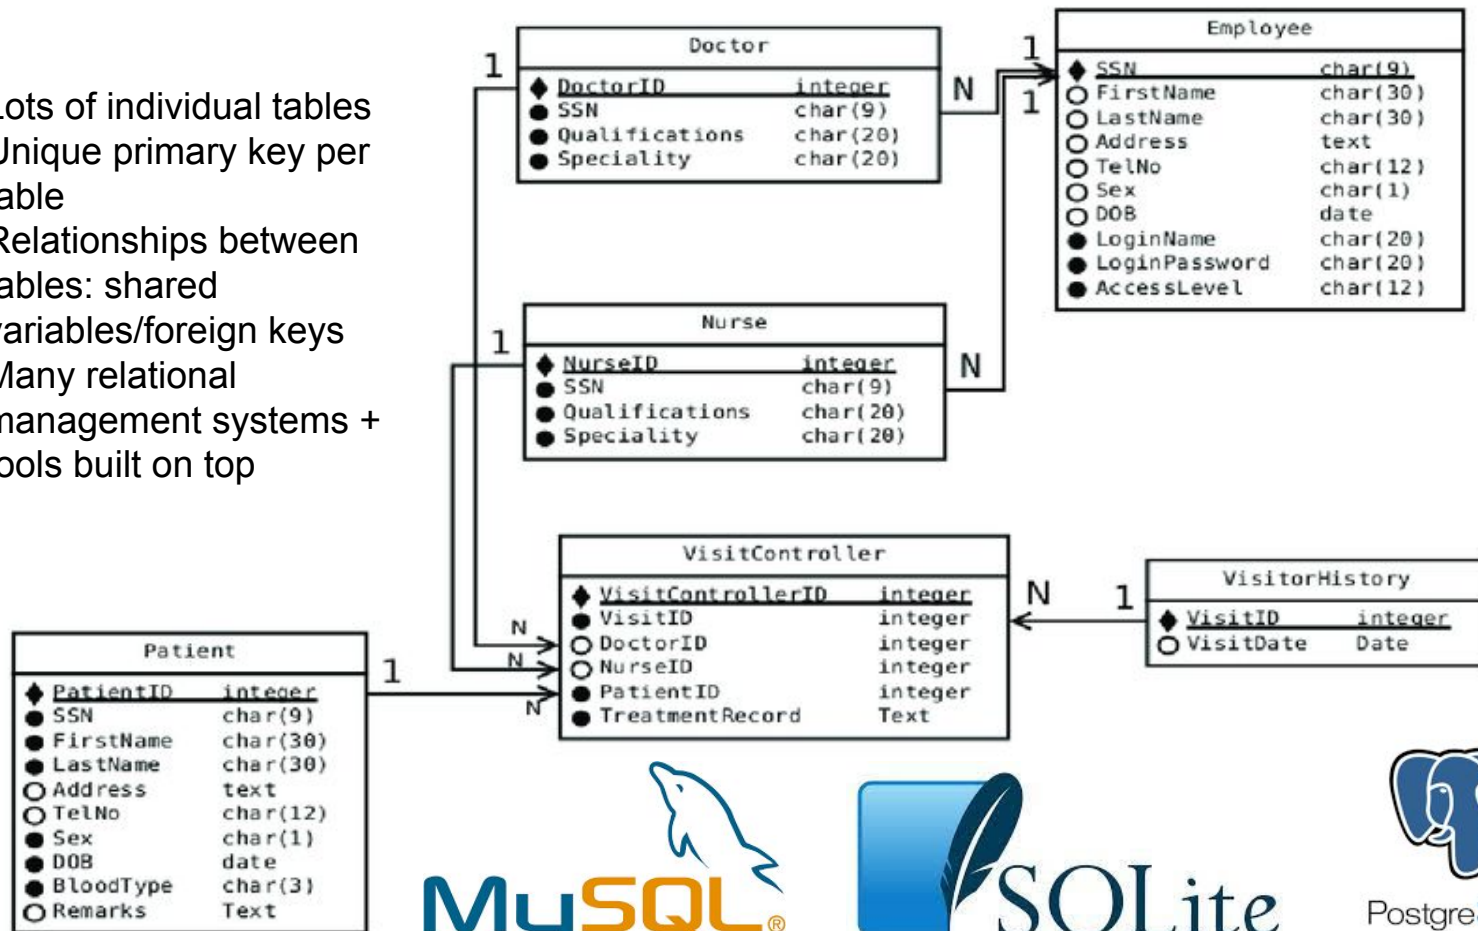 Lots of individual tables
Unique primary key per
table
Relationships between
tables: shared
variables/foreign keys
Many relational
management systems +
tools built on top
Doctor
DoctorID integer
SSN char(9)
Qualifications char(20)
Speciality char(20)
1
N
1
1
Employee
SSN char(9)
FirstName char(30)
LastName char(30)
Address text
TelNo char(12)
Sex char(1)
DOB date
LoginName char(20)
LoginPassword char(20)
AccessLevel char(12)
Nurse
NurseID integer
SSN char(9)
Qualifications char(20)
Speciality char(20)
1
N
VisitController
VisitControllerID integer
VisitID integer
DoctorID integer
NurseID integer
PatientID integer
TreatmentRecord Text
N
N
N
N
1
VisitorHistory
VisitID integer
VisitDate Date
Patient
PatientID integer
SSN char(9)
FirstName char(30)
LastName char(30)
Address text
TelNo char(12)
Sex char(1)
DOB date
BloodType char(3)
Remarks Text
1
MySQL®
SQLite
Postgre